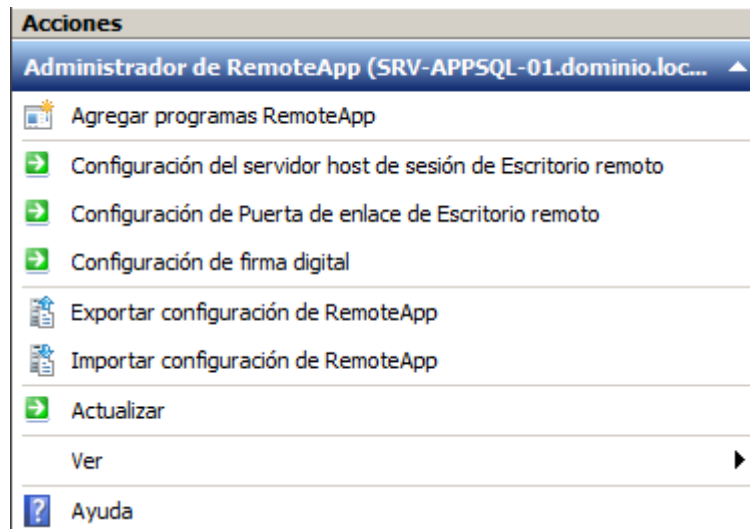 Acciones
Administrador de RemoteApp (SRV-APPSQL-01.dominio.loc...
Agregar programas RemoteApp
Configuración del servidor host de sesión de Escritorio remoto
Configuración de Puerta de enlace de Escritorio remoto
Configuración de firma digital
Exportar configuración de RemoteApp
Importar configuración de RemoteApp
Actualizar
Ver
Ayuda